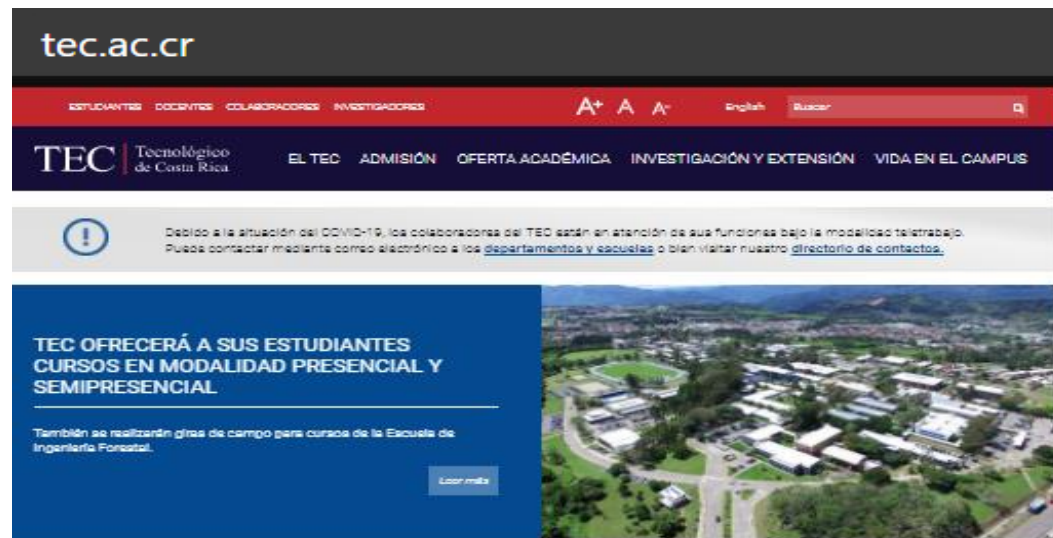 tec.ac.cr
ESTUDIANTES DOCENTES COLABORADORES INVESTIGADORES A+ A A- English Buscar
TEC Tecnológico
de Costa Rica
EL TEC ADMISIÓN OFERTA ACADÉMICA INVESTIGACIÓN Y EXTENSIÓN VIDA EN EL CAMPUS
Debido a la situación del COVID-19, los colaboradores del TEC están en atención de sus funciones bajo la modalidad teletrabajo.
Puede contactar mediante correo electrónico a los departamentos y escuelas o bien visitar nuestro directorio de contactos.
TEC OFRECERÁ A SUS ESTUDIANTES
CURSOS EN MODALIDAD PRESENCIAL Y
SEMIPRESENCIAL
También se realizarán giras de campo para cursos de la Escuela de
Ingeniería Forestal.
Leer más